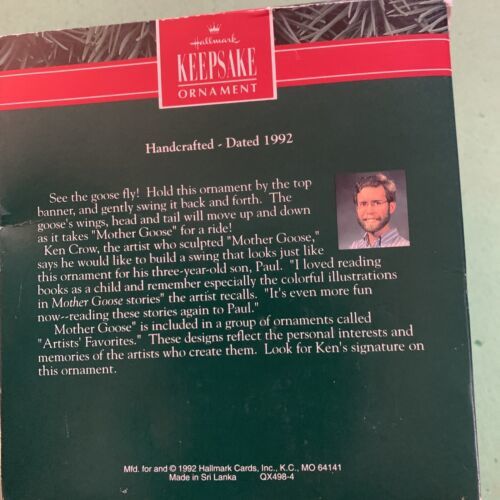 Hallmark
KEEPSAKE
ORNAMENT
Handcrafted - Dated 1992
See the goose fly! Hold this ornament by the top
banner, and gently swing it back and forth. The
goose's wings, head and tail will move up and down
as it takes "Mother Goose" for a ride!
Ken Crow, the artist who sculpted "Mother Goose,"
says he would like to build a swing that looks just like
this ornament for his three-year-old son, Paul. "I loved reading
books as a child and remember especially the colorful illustrations
in Mother Goose stories" the artist recalls. "It's even more fun
now--reading these stories again to Paul."
Mother Goose" is included in a group of ornaments called
"Artists' Favorites." These designs reflect the personal interests and
memories of the artists who create them. Look for Ken's signature on
this ornament.
Mfd. for and © 1992 Hallmark Cards, Inc., K.C., MO 64141
Made in Sri Lanka QX498-4